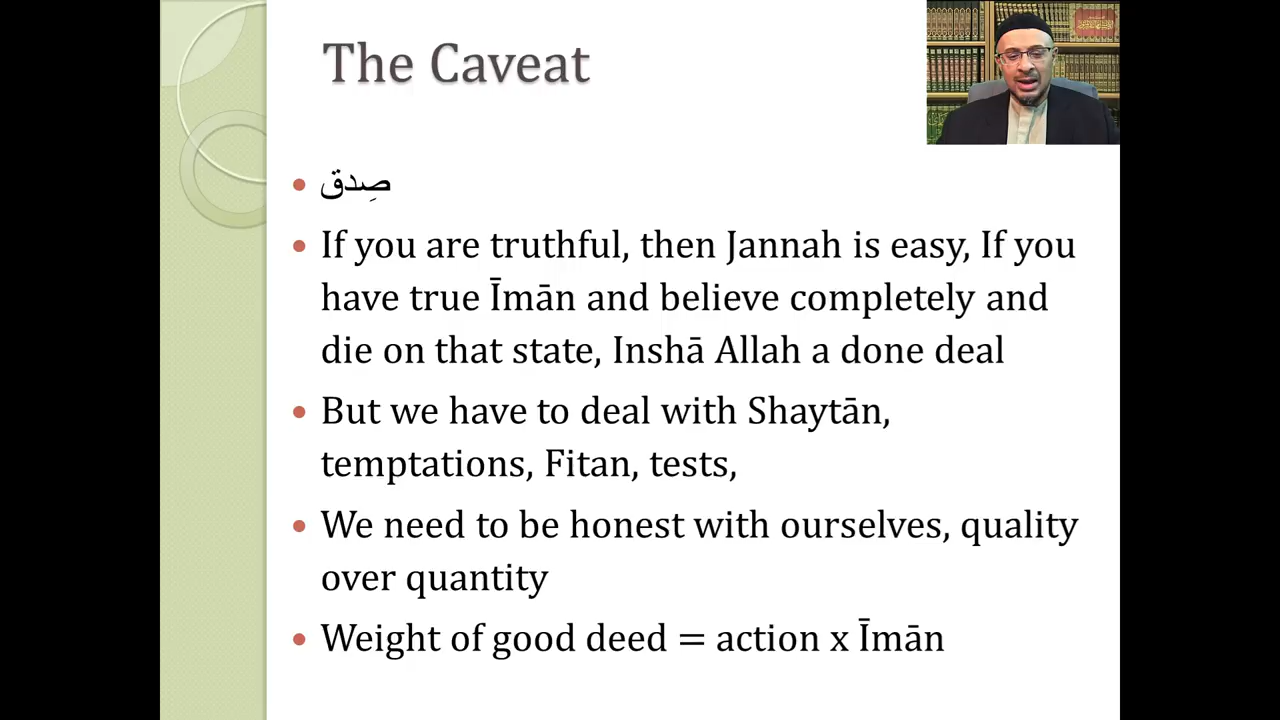 The Caveat
صِدق
If you are truthful, then Jannah is easy, If you
have true Īmān and believe completely and
die on that state, Inshā Allah a done deal
But we have to deal with Shaytān,
temptations, Fitan, tests,
We need to be honest with ourselves, quality
over quantity
Weight of good deed = action x Īmān